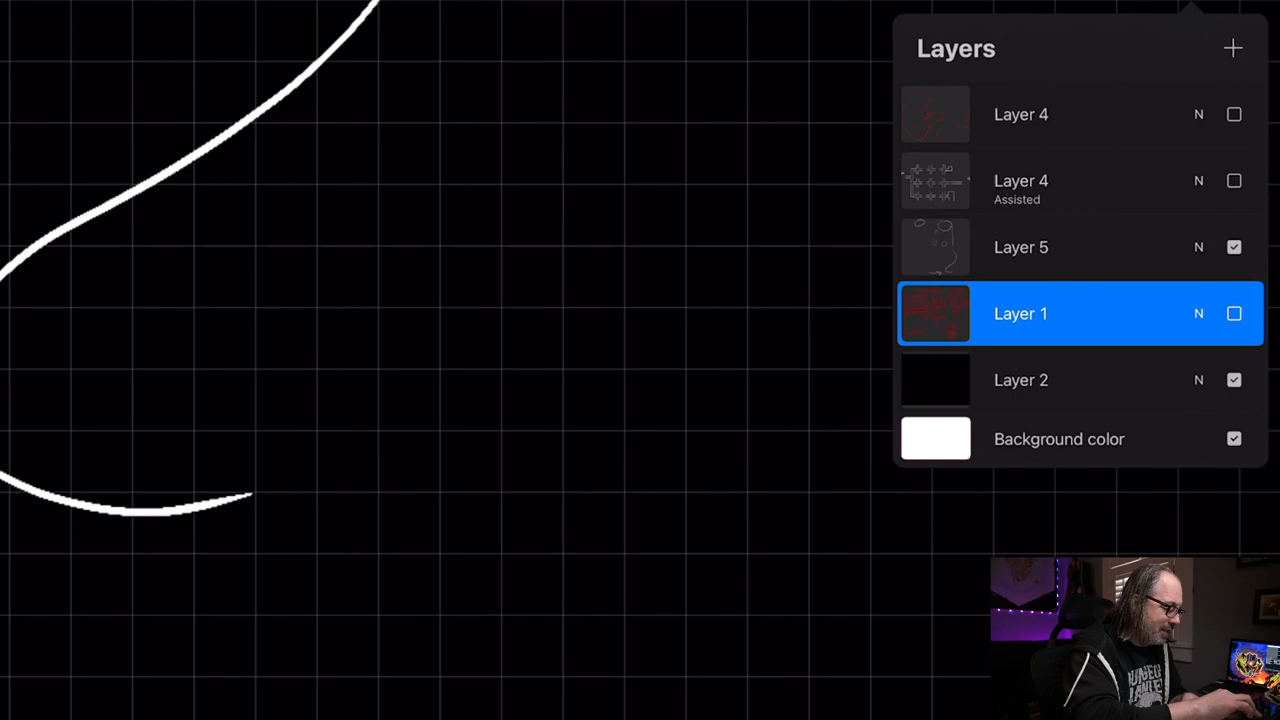 Layers
Layer 4
N
Layer 4
N
Assisted
Layer 5
N
Layer 1
N
Layer 2
N
Background color